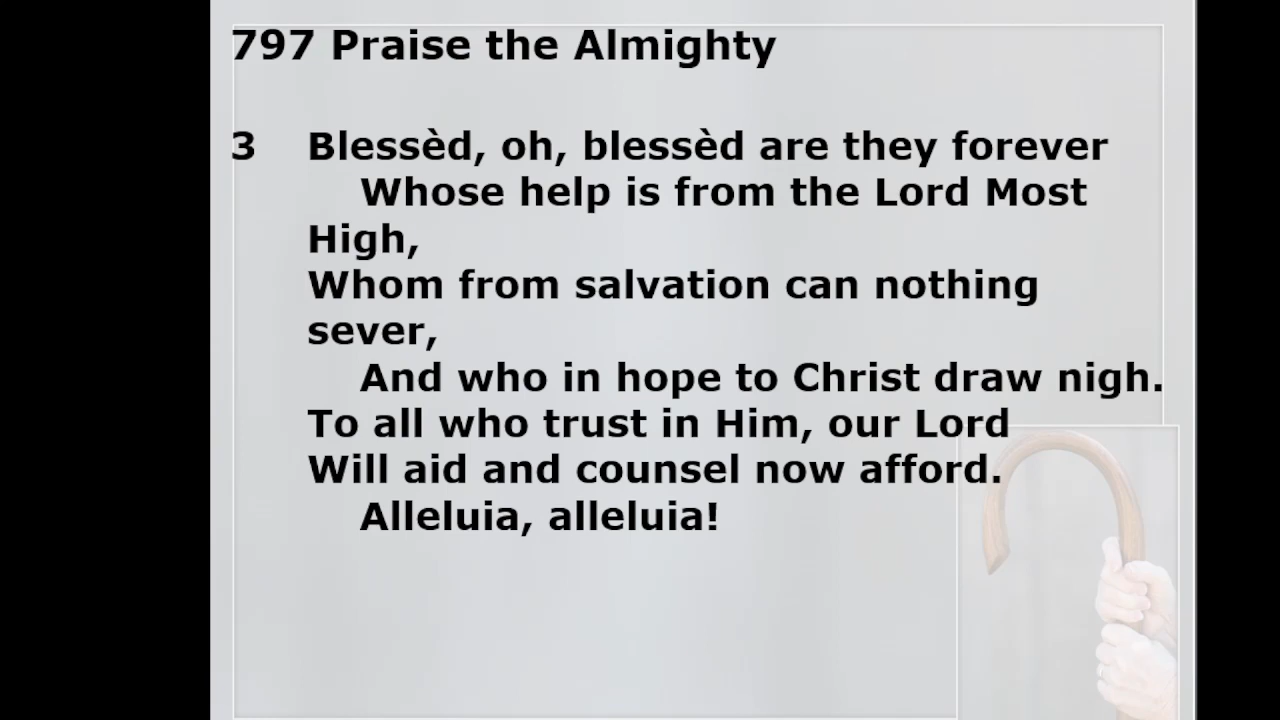 797 Praise the Almighty
3 Blessèd, oh, blessèd are they forever
Whose help is from the Lord Most
High,
Whom from salvation can nothing
sever,
And who in hope to Christ draw nigh.
To all who trust in Him, our Lord
Will aid and counsel now afford.
Alleluia, alleluia!